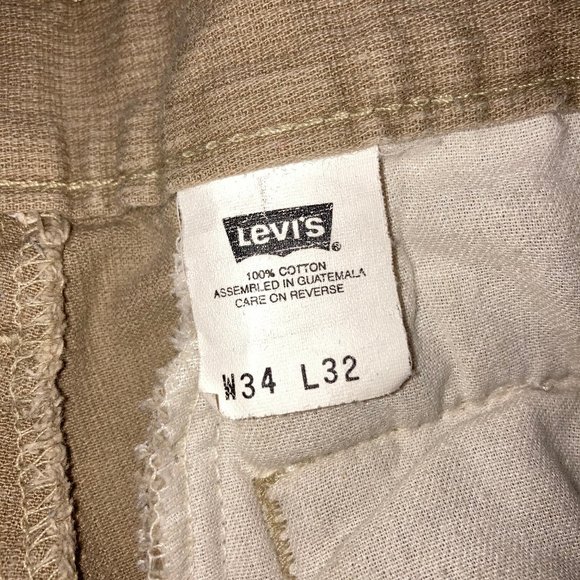 Levi's
®
100% COTTON
ASSEMBLED IN GUATEMALA
CARE ON REVERSE
W34 L32